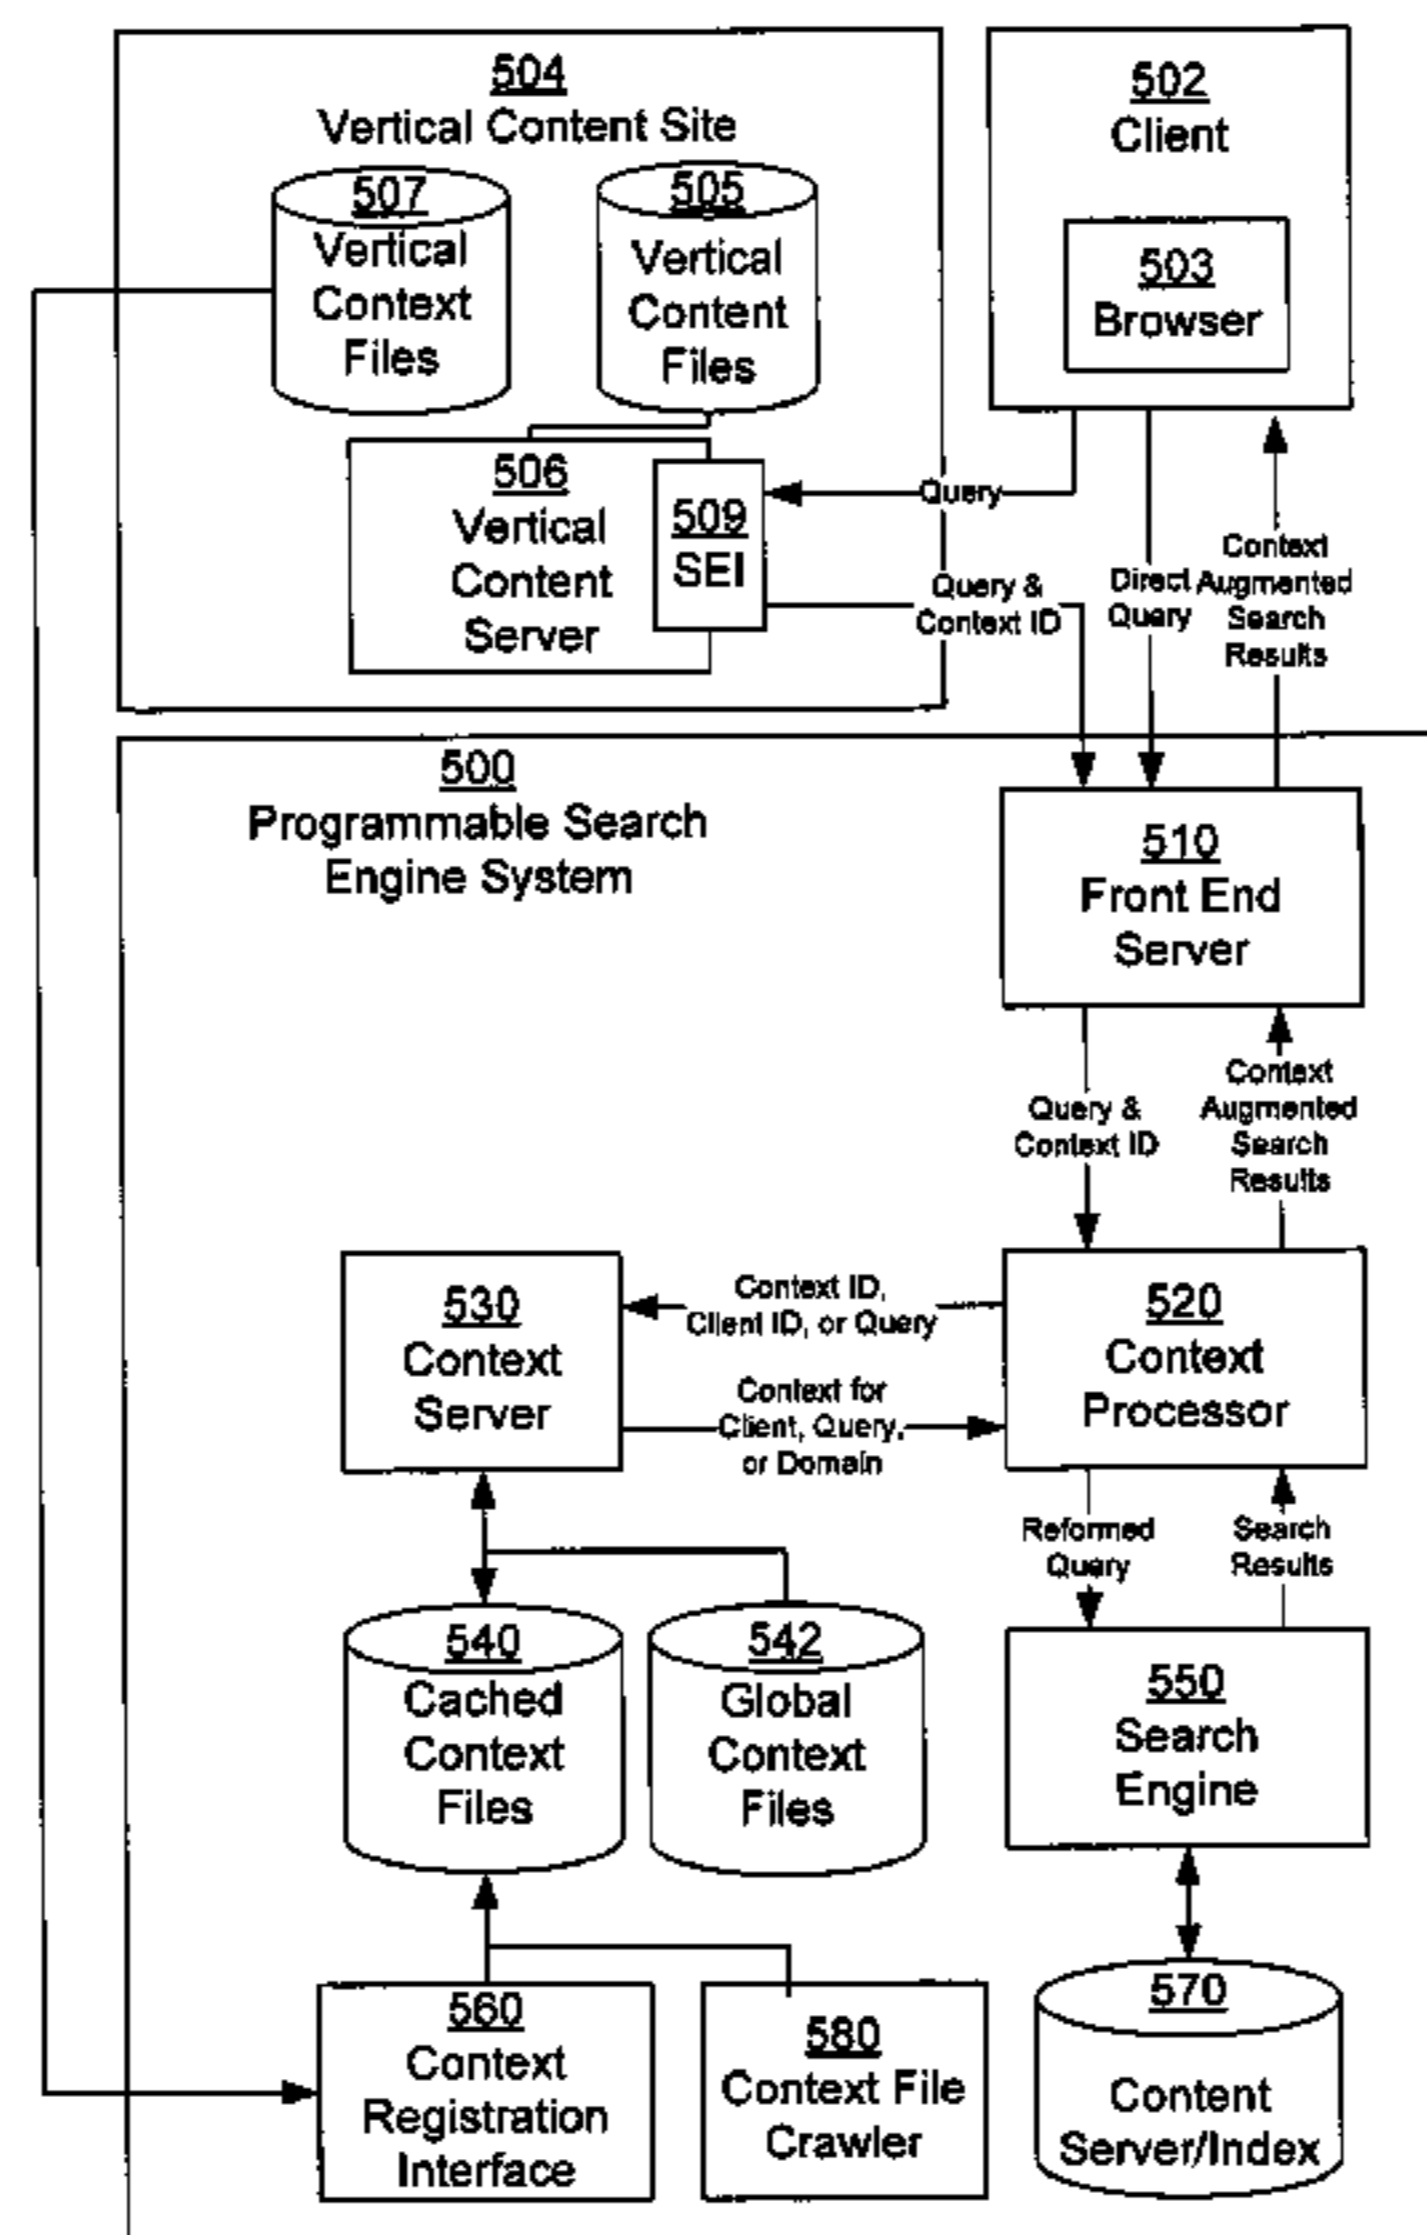 504
Vertical Content Site
507
Vertical
Context
Files
505
Vertical
Content
Files
506
Vertical
Content
Server
509
SEI
502
Client
503
Browser
Query
Query &
Context ID
Direct
Query
Context
Augmented
Search
Results
500
Programmable Search
Engine System
510
Front End
Server
Query &
Context ID
Context
Augmented
Search
Results
530
Context
Server
Context ID,
Client ID, or Query
Context for
Client, Query,
or Domain
520
Context
Processor
Reformed
Query
Search
Results
540
Cached
Context
Files
542
Global
Context
Files
550
Search
Engine
560
Context
Registration
Interface
580
Context File
Crawler
570
Content
Server/Index